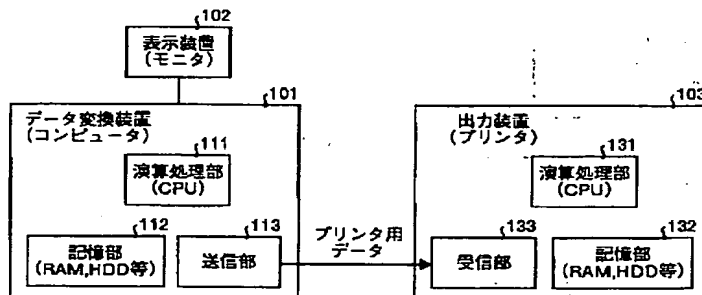 102
表示装置
(モニタ)
101
データ変換装置
(コンピュータ)
111
演算処理部
(CPU)
112
記憶部
(RAM,HDD等)
113
送信部
プリンタ用
データ
103
出力装置
(プリンタ)
131
演算処理部
(CPU)
133
受信部
132
記憶部
(RAM,HDD等)